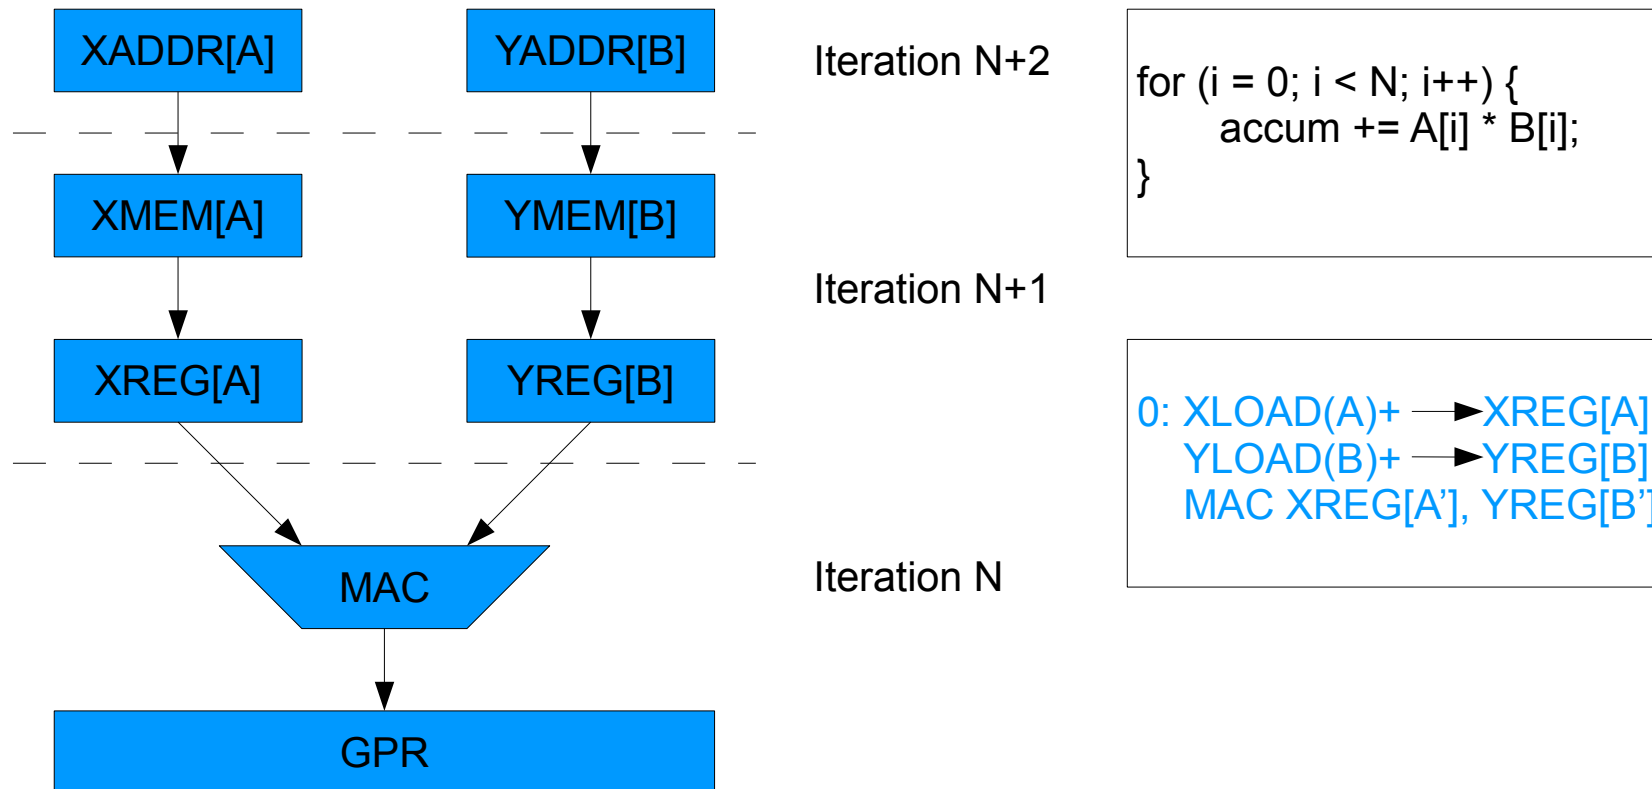 XADDR[A]
YADDR[B]
Iteration N+2
XMEM[A]
YMEM[B]
Iteration N+1
XREG[A]
YREG[B]
MAC
Iteration N
GPR
for (i = 0; i < N; i++) {
accum += A[i] * B[i];
}
0: XLOAD(A)+ → XREG[A]
YLOAD(B)+ → YREG[B]
MAC XREG[A’], YREG[B’]